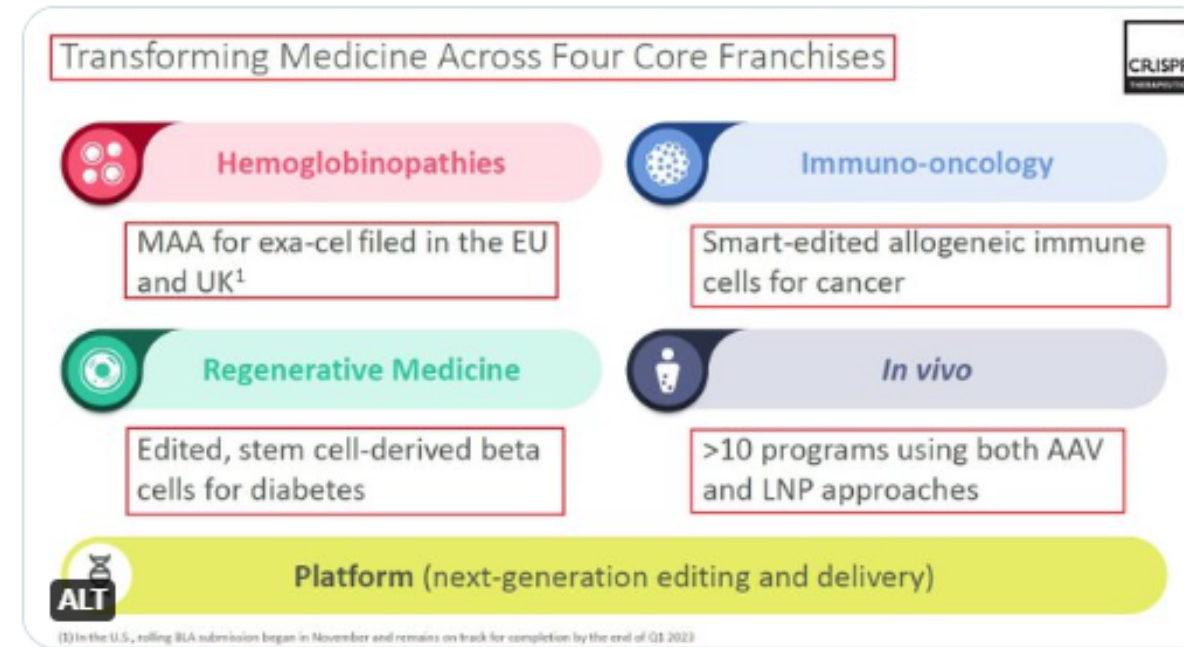 Transforming Medicine Across Four Core Franchises
CRISPR
THERAPEUTICS
Hemoglobinopathies
Immuno-oncology
MAA for exa-cel filed in the EU
and UK¹
Smart-edited allogeneic immune
cells for cancer
Regenerative Medicine
In vivo
Edited, stem cell-derived beta
cells for diabetes
>10 programs using both AAV
and LNP approaches
Platform (next-generation editing and delivery)
ALT
(1) In the U.S., rolling BLA submission began in November and remains on track for completion by the end of Q1 2023